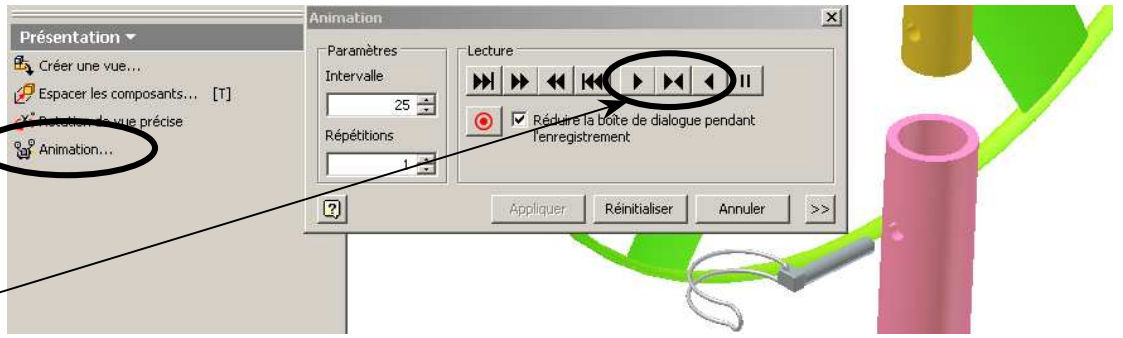 Présentation
Créer une vue...
Espacer les composants... [T]
Rotation de vue précise
Animation...
Animation
Paramètres
Intervalle
25
Répétitions
1
Lecture
Réduire la boîte de dialogue pendant
l'enregistrement
Appliquer
Réinitialiser
Annuler
>>